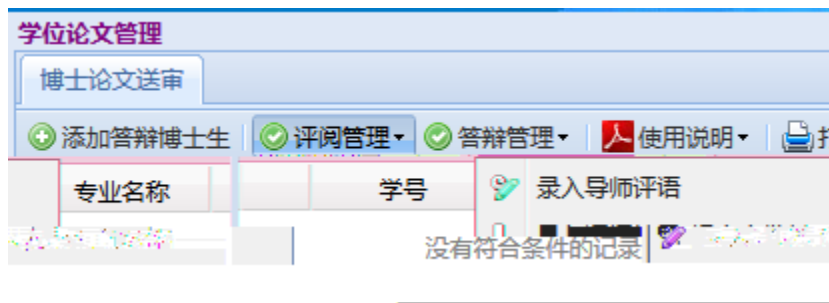 学位论文管理
博士论文送审
添加答辩博士生 评阅管理 答辩管理 使用说明
专业名称 学号 录入导师评语
没有符合条件的记录